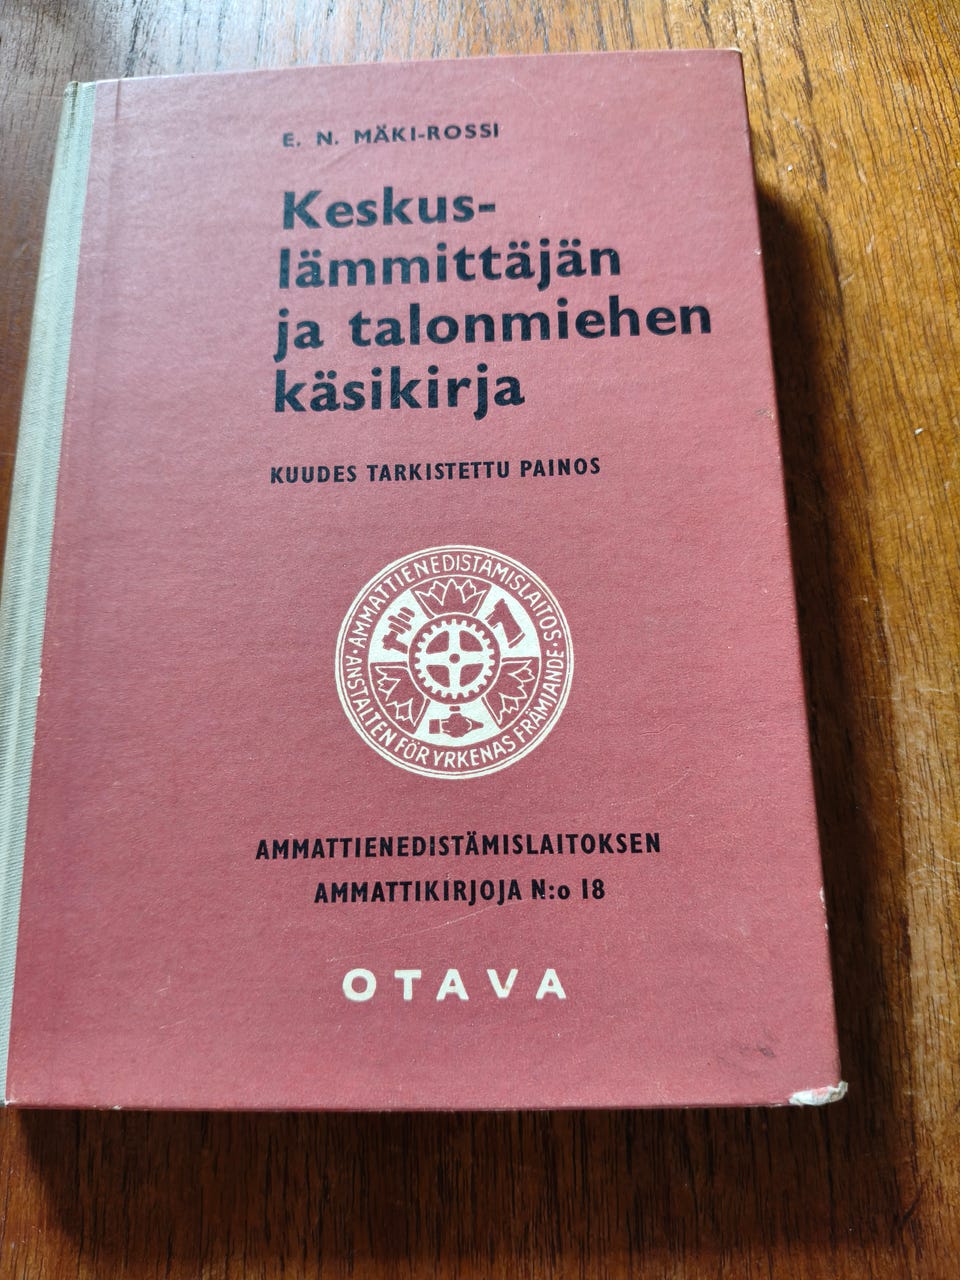 E. N. MÄKI-ROSSI
Keskus-
lämmittäjän
ja talonmiehen
käsikirja
KUUDES TARKISTETTU PAINOS
· AMMATTIENEDISTÄMISLAITOS ·
ANSTALTEN FÖR YRKENAS FRÄMJANDE
AMMATTIENEDISTÄMISLAITOKSEN
AMMATTIKIRJOJA N:o 18
OTAVA